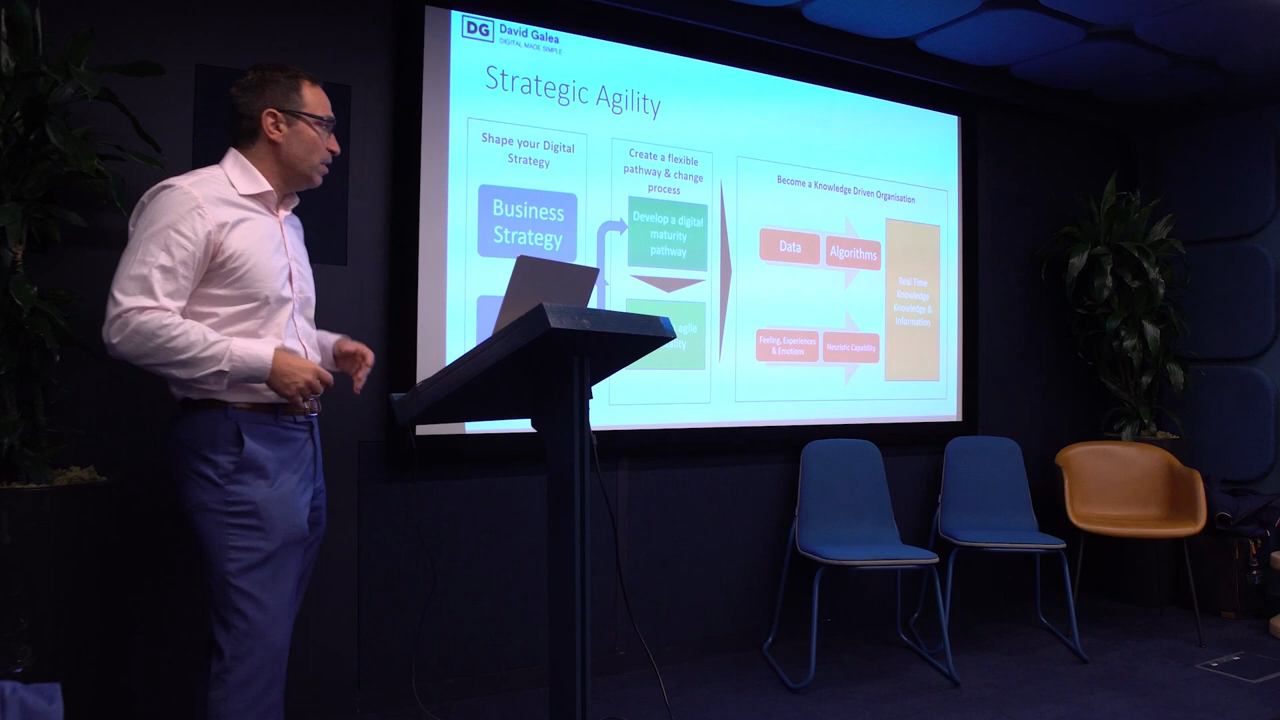 DG
David Galea
DIGITAL MADE SIMPLE
Strategic Agility
Shape your Digital
Strategy
Business
Strategy
Create a flexible
pathway & change
process
Develop a digital
maturity
pathway
agile
Become a Knowledge Driven Organisation
Data
Algorithms
Feeling, Experiences
& Emotions
Heuristic Capability
Real Time
Knowledge
Knowledge &
Information